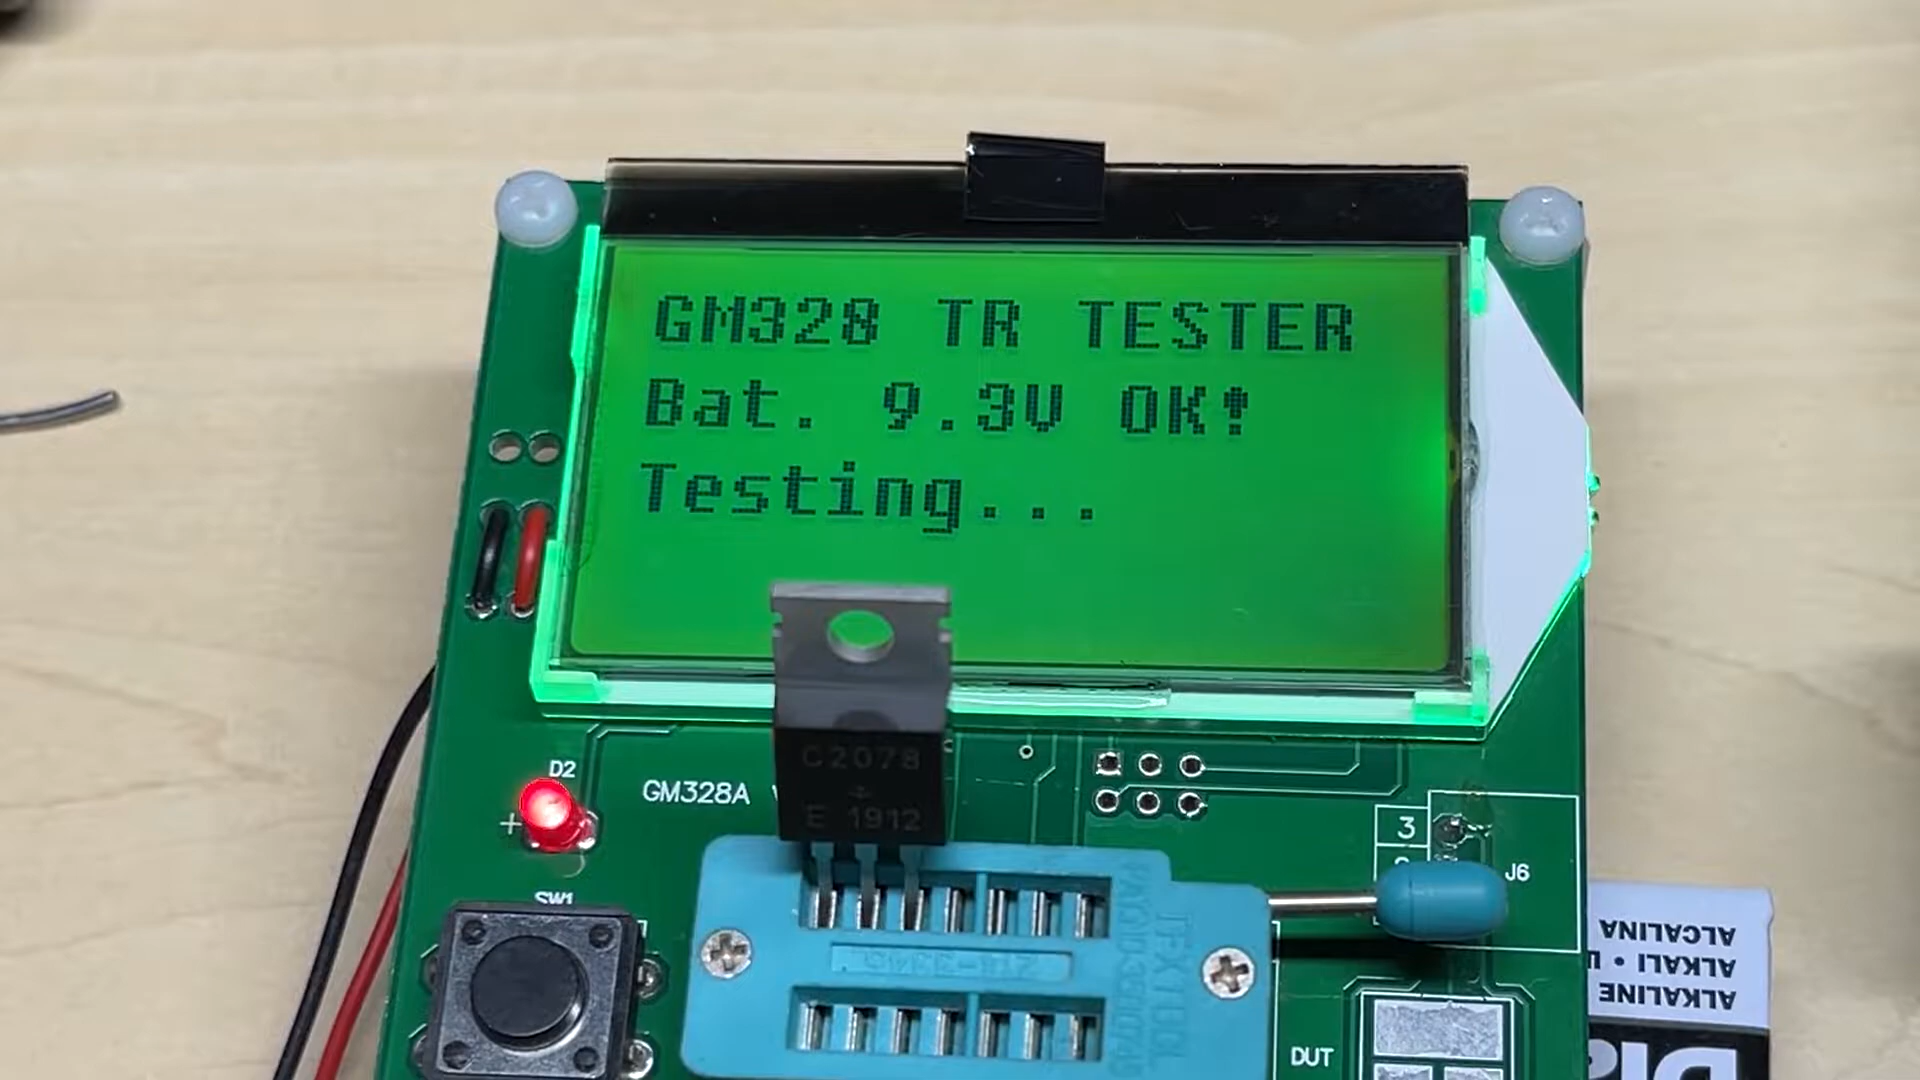 GM328 TR TESTER
Bat. 9.3V OK!
Testing...
C2078
E 1912
D2
+
GM328A
SW1
3
J6
ALKALINE
ALKALI
ALCALINA
DUT